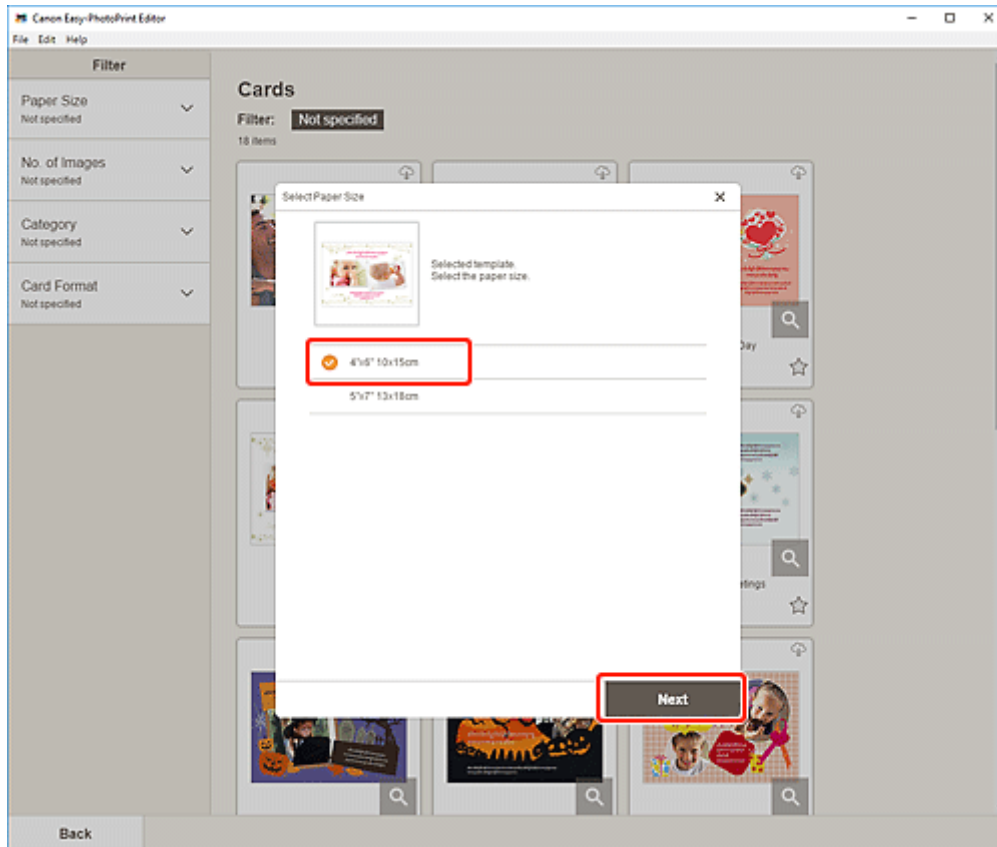 Canon Easy-PhotoPrint Editor
File Edit Help
Filter
Paper Size
Not specified
No. of Images
Not specified
Category
Not specified
Card Format
Not specified
Cards
Filter: Not specified
18 items
Select Paper Size
Selected template.
Select the paper size.
4"x6" 10x15cm
5"x7" 13x18cm
Day
etings
Next
Back